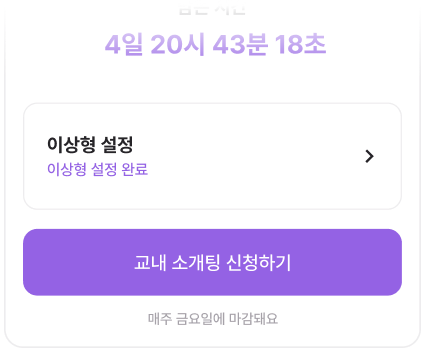 4일 20시 43분 18초
이상형 설정
이상형 설정 완료
교내 소개팅 신청하기
매주 금요일에 마감돼요